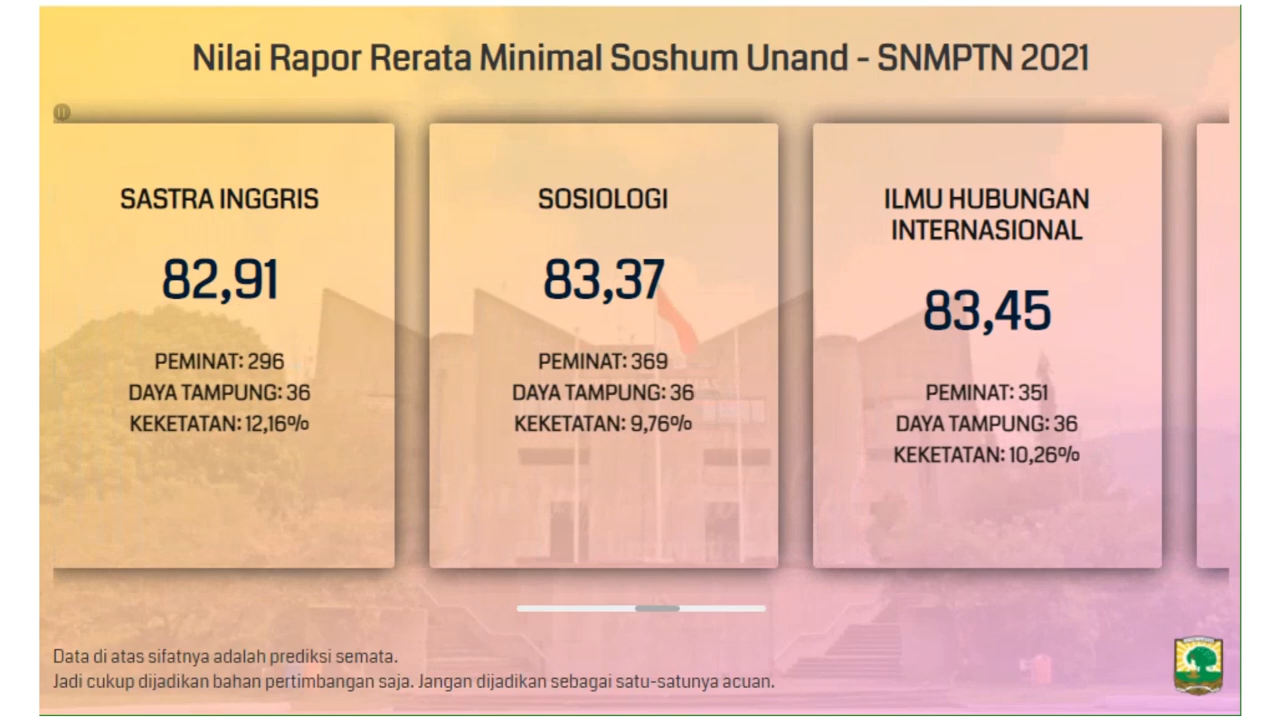 Nilai Rapor Rerata Minimal Soshum Unand - SNMPTN 2021
SASTRA INGGRIS
82,91
PEMINAT: 296
DAYA TAMPUNG: 36
KEKETATAN: 12,16%
SOSIOLOGI
83,37
PEMINAT: 369
DAYA TAMPUNG: 36
KEKETATAN: 9,76%
ILMU HUBUNGAN
INTERNASIONAL
83,45
PEMINAT: 351
DAYA TAMPUNG: 36
KEKETATAN: 10,26%
Data di atas sifatnya adalah prediksi semata.
Jadi cukup dijadikan bahan pertimbangan saja. Jangan dijadikan sebagai satu-satunya acuan.